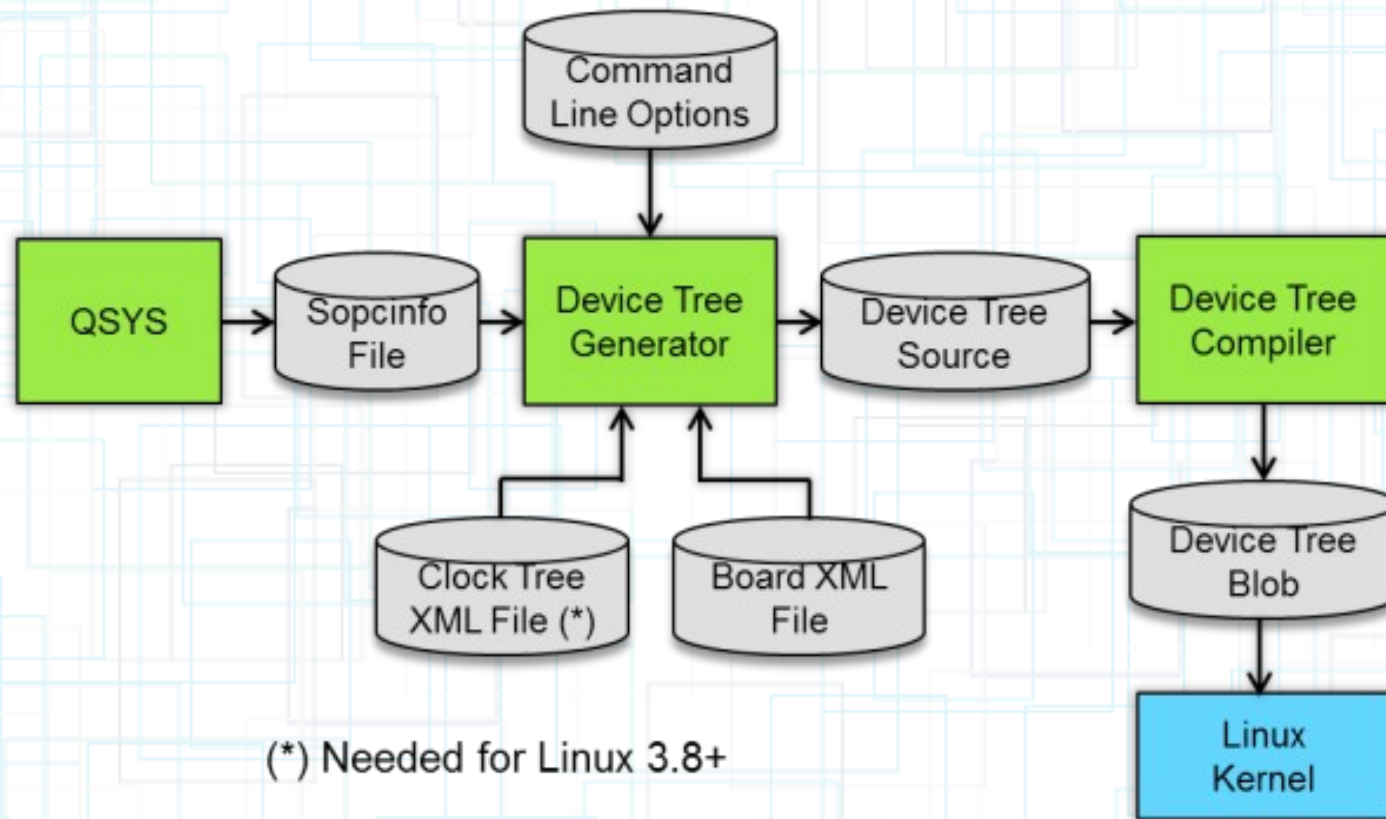 Command
Line Options
QSYS
Sopcinfo
File
Device Tree
Generator
Device Tree
Source
Device Tree
Compiler
Clock Tree
XML File (*)
Board XML
File
Device Tree
Blob
(*) Needed for Linux 3.8+
Linux
Kernel